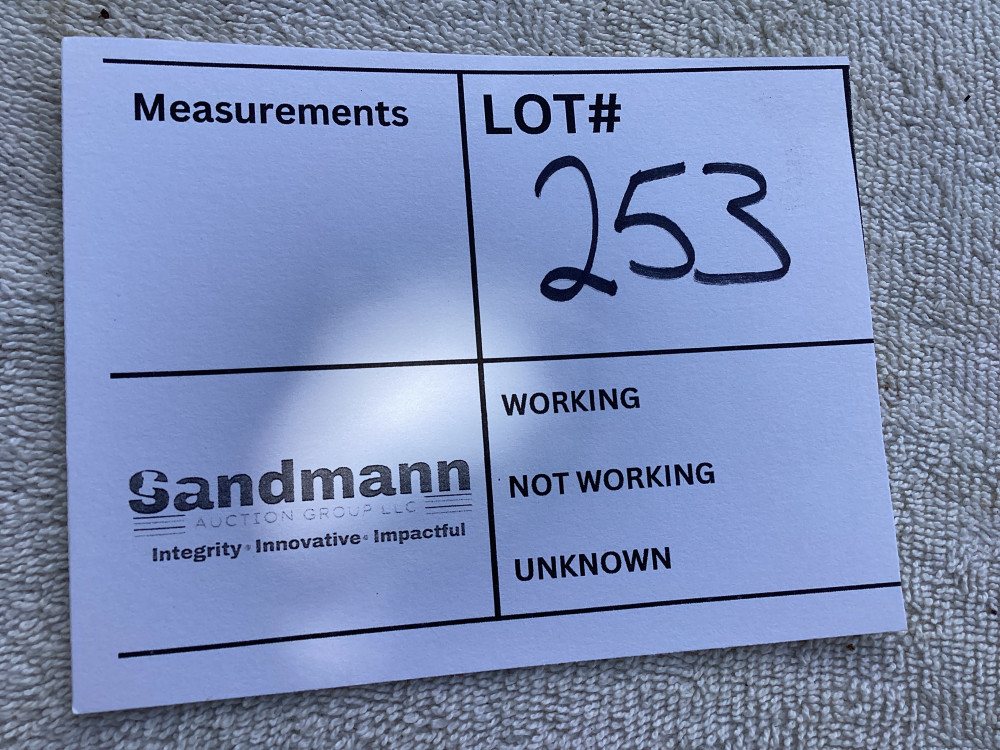 Measurements
LOT#
253
WORKING
NOT WORKING
UNKNOWN
Sandmann
AUCTION GROUP LLC
Integrity • Innovative • Impactful